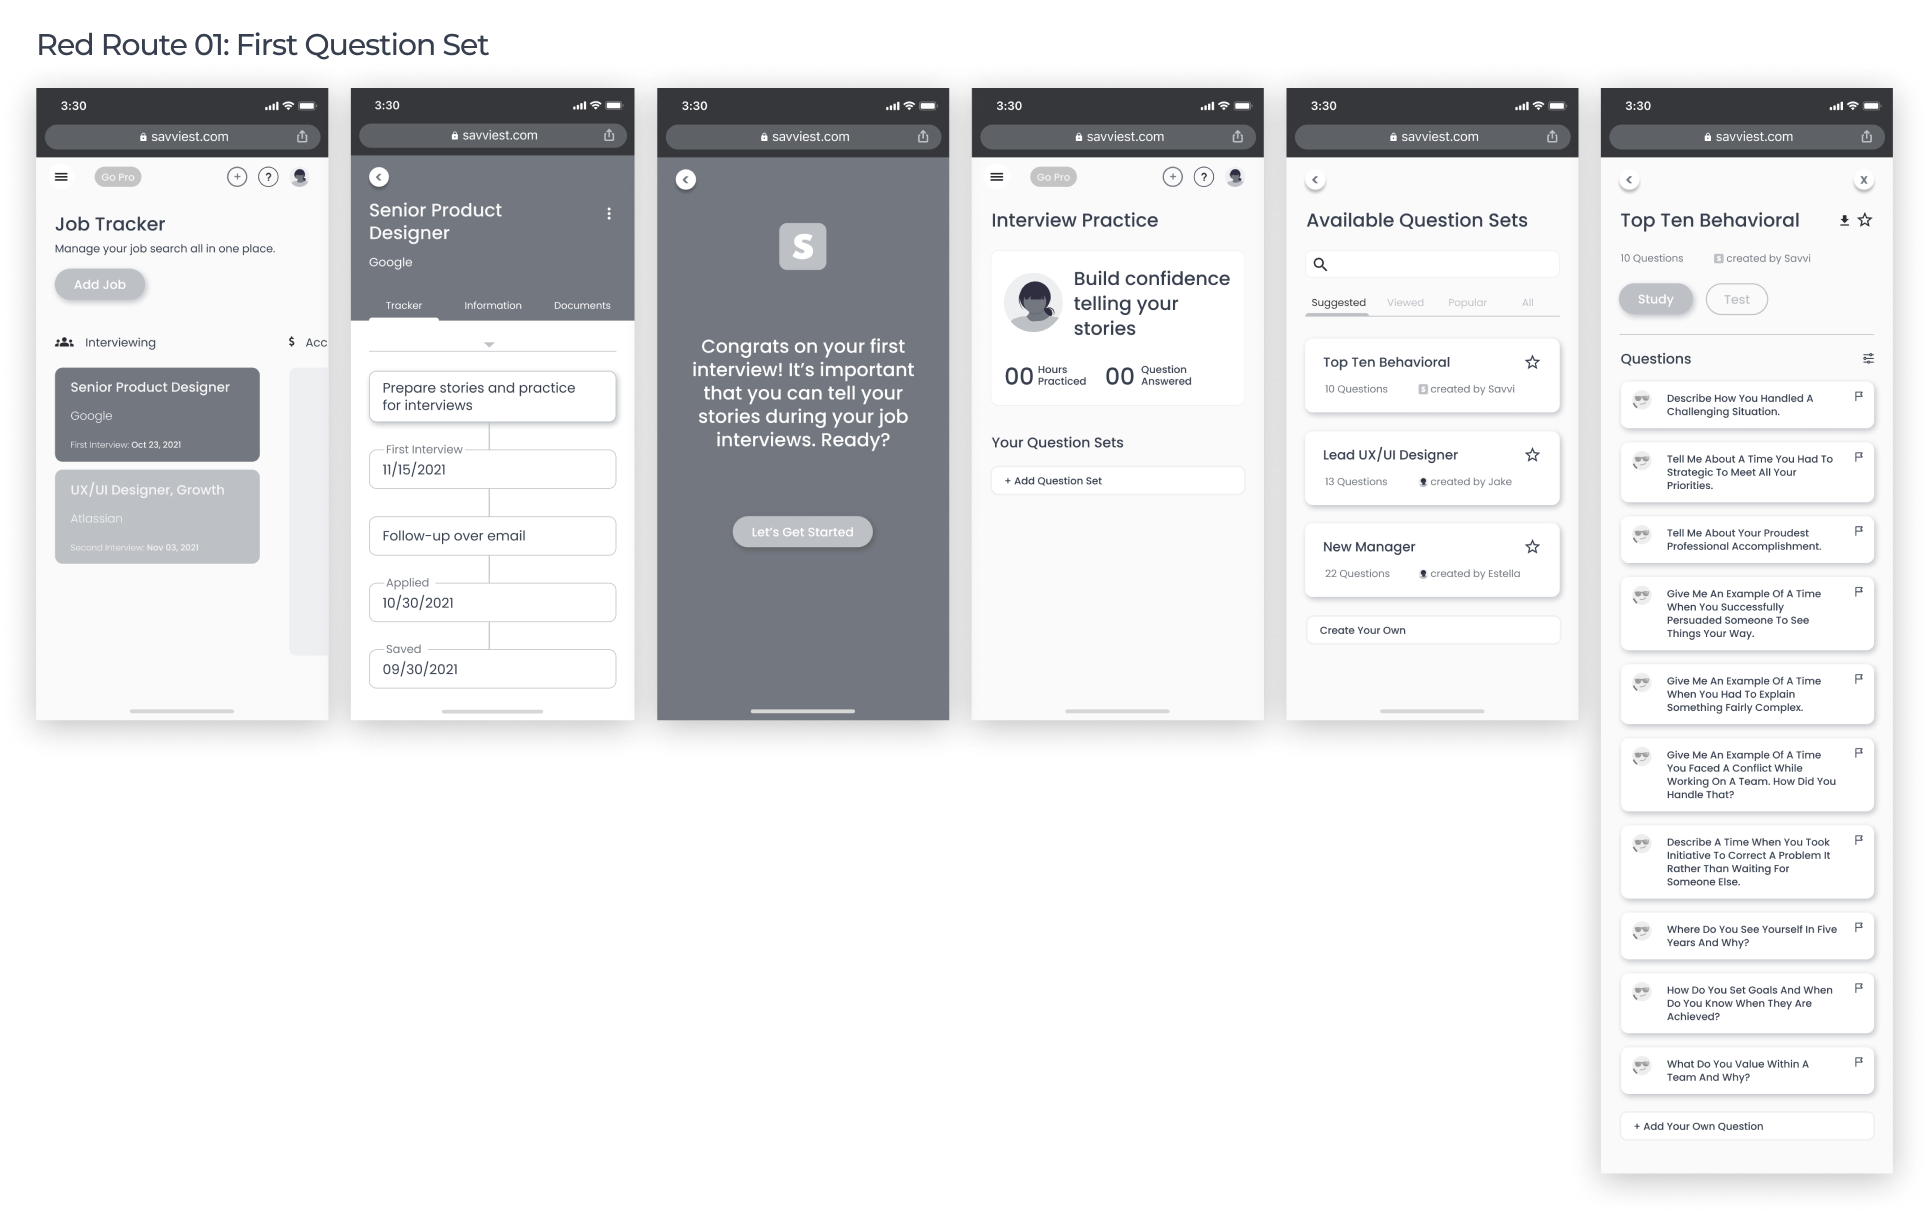 Red Route 01: First Question Set
3:30
savviest.com
Go Pro
+
?
Job Tracker
Manage your job search all in one place.
Add Job
Interviewing
$ Acc
Senior Product Designer
Google
First Interview: Oct 23, 2021
UX/UI Designer, Growth
Atlassian
Second Interview: Nov 03, 2021
3:30
savviest.com
<
Senior Product
Designer
Google
Tracker Information Documents
Prepare stories and practice
for interviews
First Interview
11/15/2021
Follow-up over email
Applied
10/30/2021
Saved
09/30/2021
3:30
savviest.com
<
S
Congrats on your first
interview! It’s important
that you can tell your
stories during your job
interviews. Ready?
Let’s Get Started
3:30
savviest.com
Go Pro
+
?
Interview Practice
Build confidence
telling your
stories
00 Hours
Practiced
00 Question
Answered
Your Question Sets
+ Add Question Set
3:30
savviest.com
<
Available Question Sets
Suggested Viewed Popular All
Top Ten Behavioral
10 Questions S created by Savvi
Lead UX/UI Designer
13 Questions created by Jake
New Manager
22 Questions created by Estella
Create Your Own
3:30
savviest.com
< X
Top Ten Behavioral
10 Questions S created by Savvi
Study Test
Questions
Describe How You Handled A
Challenging Situation.
Tell Me About A Time You Had To
Strategic To Meet All Your
Priorities.
Tell Me About Your Proudest
Professional Accomplishment.
Give Me An Example Of A Time
When You Successfully
Persuaded Someone To See
Things Your Way.
Give Me An Example Of A Time
When You Had To Explain
Something Fairly Complex.
Give Me An Example Of A Time
You Faced A Conflict While
Working On A Team. How Did You
Handle That?
Describe A Time When You Took
Initiative To Correct A Problem It
Rather Than Waiting For
Someone Else.
Where Do You See Yourself In Five
Years And Why?
How Do You Set Goals And When
Do You Know When They Are
Achieved?
What Do You Value Within A
Team And Why?
+ Add Your Own Question